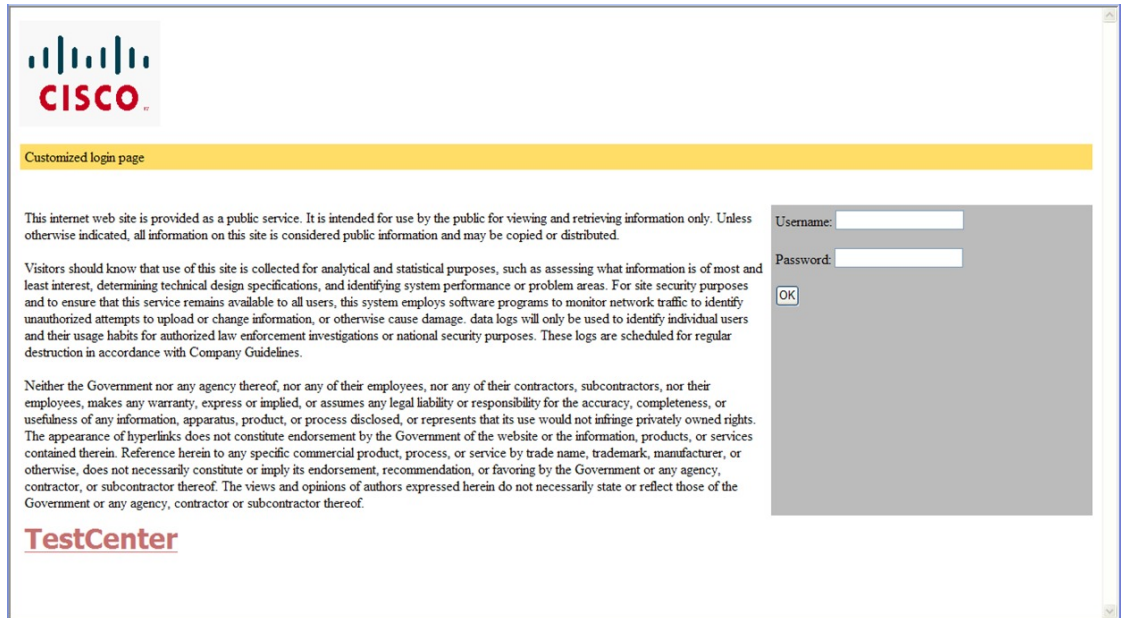 CISCO
Customized login page
This internet web site is provided as a public service. It is intended for use by the public for viewing and retrieving information only. Unless
otherwise indicated, all information on this site is considered public information and may be copied or distributed.
Visitors should know that use of this site is collected for analytical and statistical purposes, such as assessing what information is of most and
least interest, determining technical design specifications, and identifying system performance or problem areas. For site security purposes
and to ensure that this service remains available to all users, this system employs software programs to monitor network traffic to identify
unauthorized attempts to upload or change information, or otherwise cause damage. data logs will only be used to identify individual users
and their usage habits for authorized law enforcement investigations or national security purposes. These logs are scheduled for regular
destruction in accordance with Company Guidelines.
Neither the Government nor any agency thereof, nor any of their employees, nor any of their contractors, subcontractors, nor their
employees, makes any warranty, express or implied, or assumes any legal liability or responsibility for the accuracy, completeness, or
usefulness of any information, apparatus, product, or process disclosed, or represents that its use would not infringe privately owned rights.
The appearance of hyperlinks does not constitute endorsement by the Government of the website or the information, products, or services
contained therein. Reference herein to any specific commercial product, process, or service by trade name, trademark, manufacturer, or
otherwise, does not necessarily constitute or imply its endorsement, recommendation, or favoring by the Government or any agency,
contractor, or subcontractor thereof. The views and opinions of authors expressed herein do not necessarily state or reflect those of the
Government or any agency, contractor or subcontractor thereof.
TestCenter
Username:
Password:
OK